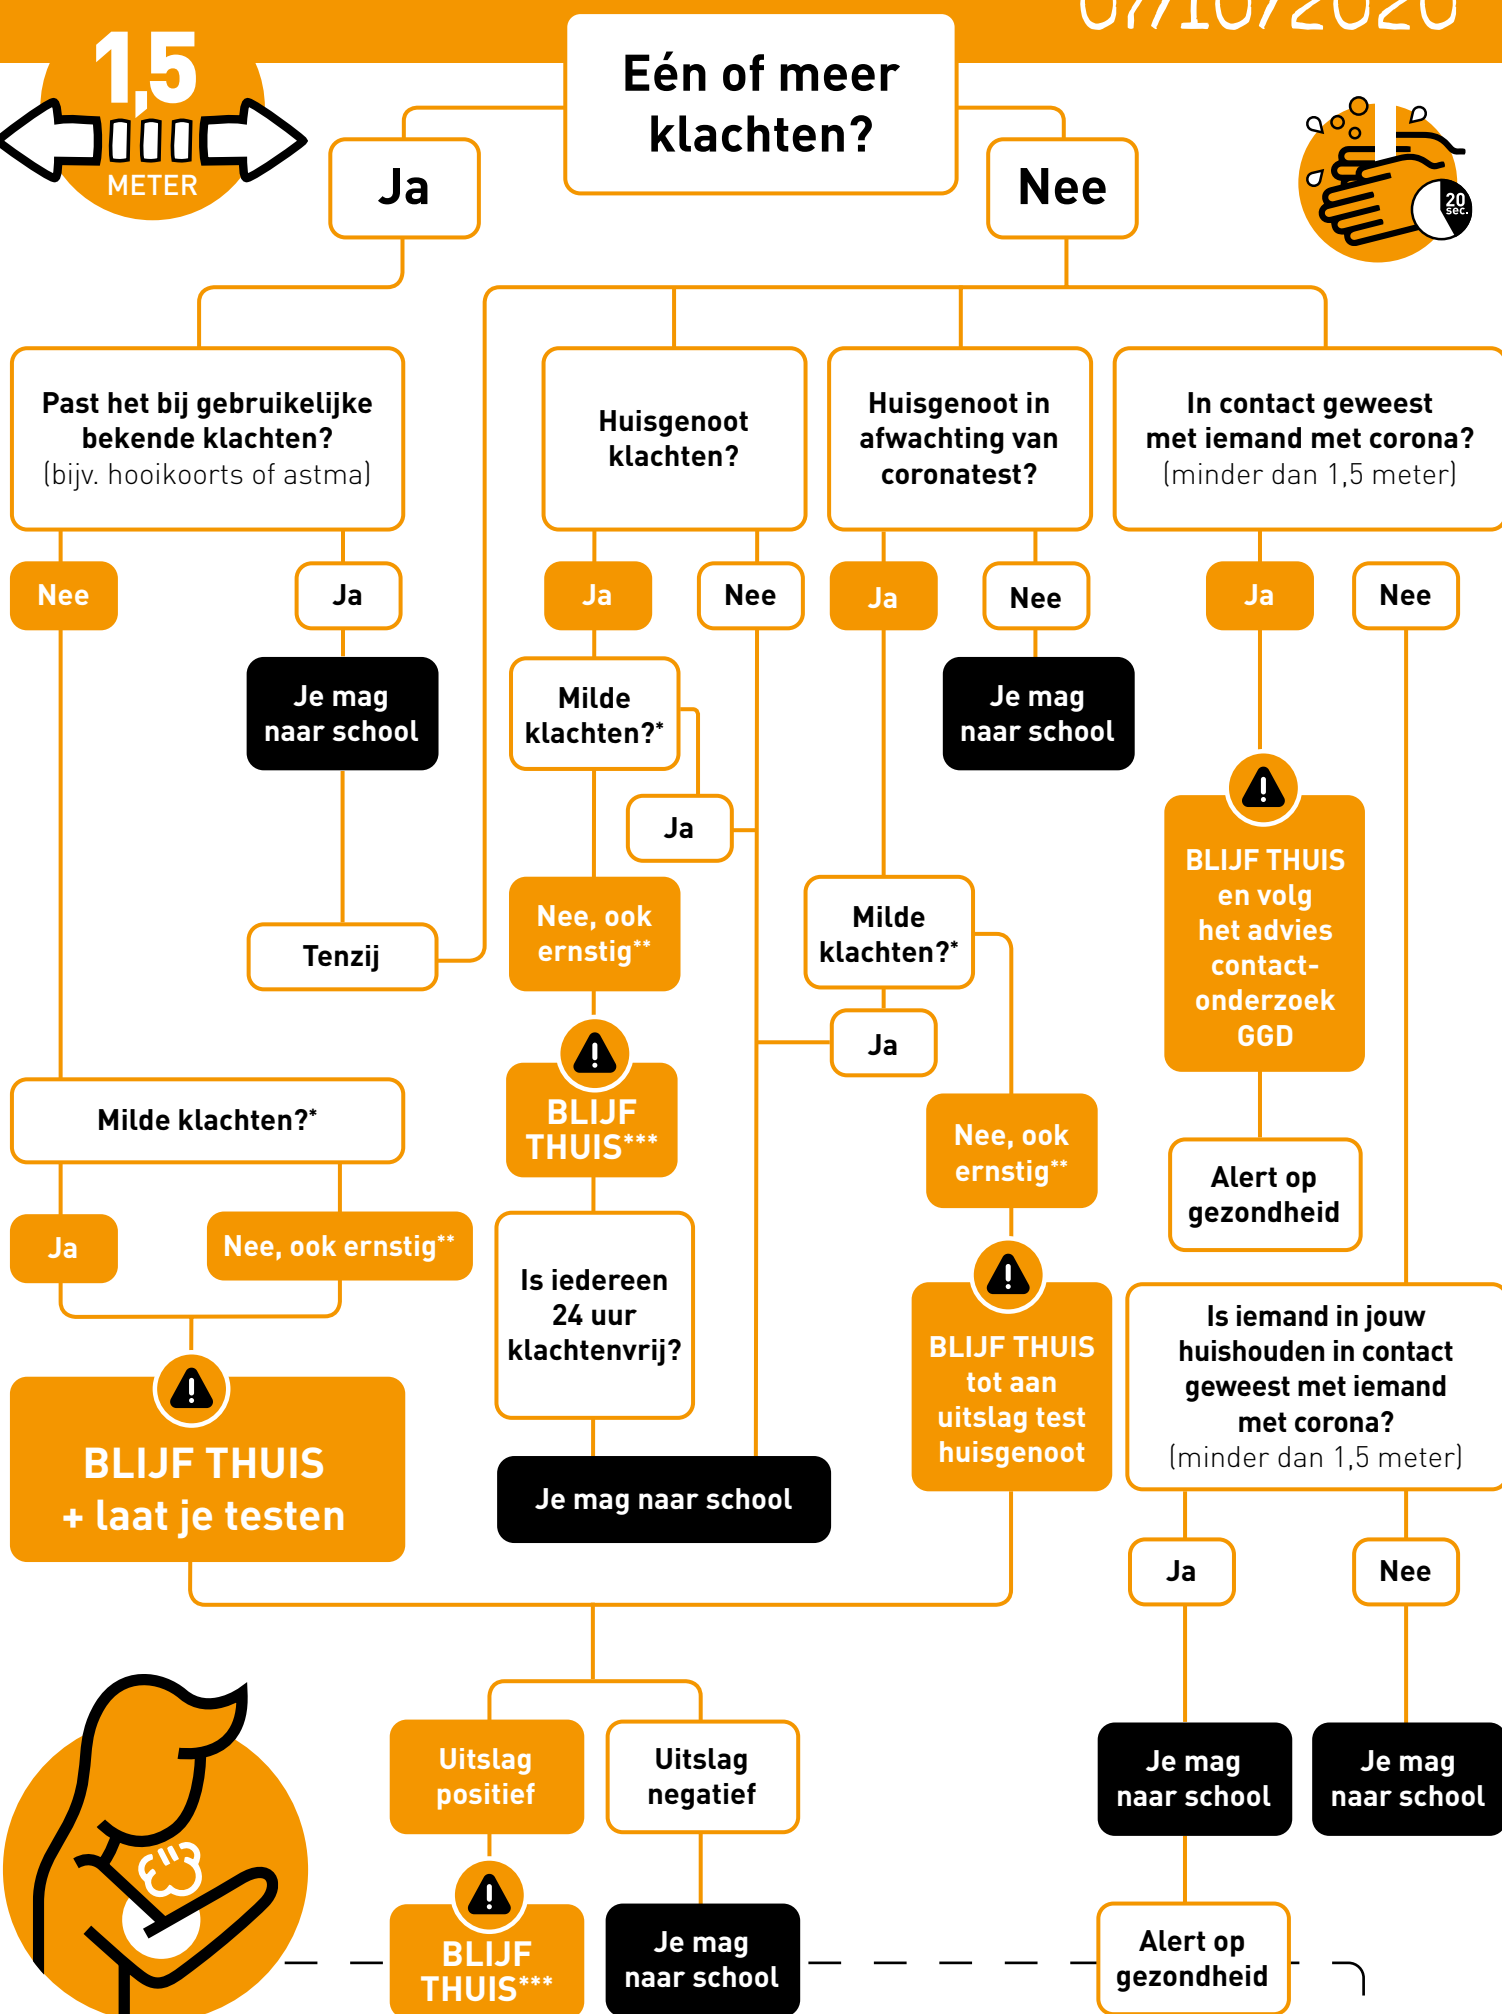 07/10/2020
1,5
METER
Eén of meer
klachten?
Ja
Nee
20
sec.
Past het bij gebruikelijke
bekende klachten?
(bijv. hooikoorts of astma)
Huisgenoot
klachten?
Huisgenoot in
afwachting van
coronatest?
In contact geweest
met iemand met corona?
(minder dan 1,5 meter)
Nee
Ja
Ja
Nee
Ja
Nee
Ja
Nee
Je mag
naar school
Milde
klachten?*
Je mag
naar school
Ja
BLIJF THUIS
en volg
het advies
contact-
onderzoek
GGD
Tenzij
Nee, ook
ernstig**
Milde
klachten?*
Ja
BLIJF
THUIS***
Milde klachten?*
Nee, ook
ernstig**
Alert op
gezondheid
Ja
Nee, ook ernstig**
Is iedereen
24 uur
klachtenvrij?
BLIJF THUIS
tot aan
uitslag test
huisgenoot
Is iemand in jouw
huishouden in contact
geweest met iemand
met corona?
(minder dan 1,5 meter)
BLIJF THUIS
+ laat je testen
Je mag naar school
Ja
Nee
Uitslag
positief
Uitslag
negatief
Je mag
naar school
Je mag
naar school
BLIJF
THUIS***
Je mag
naar school
Alert op
gezondheid